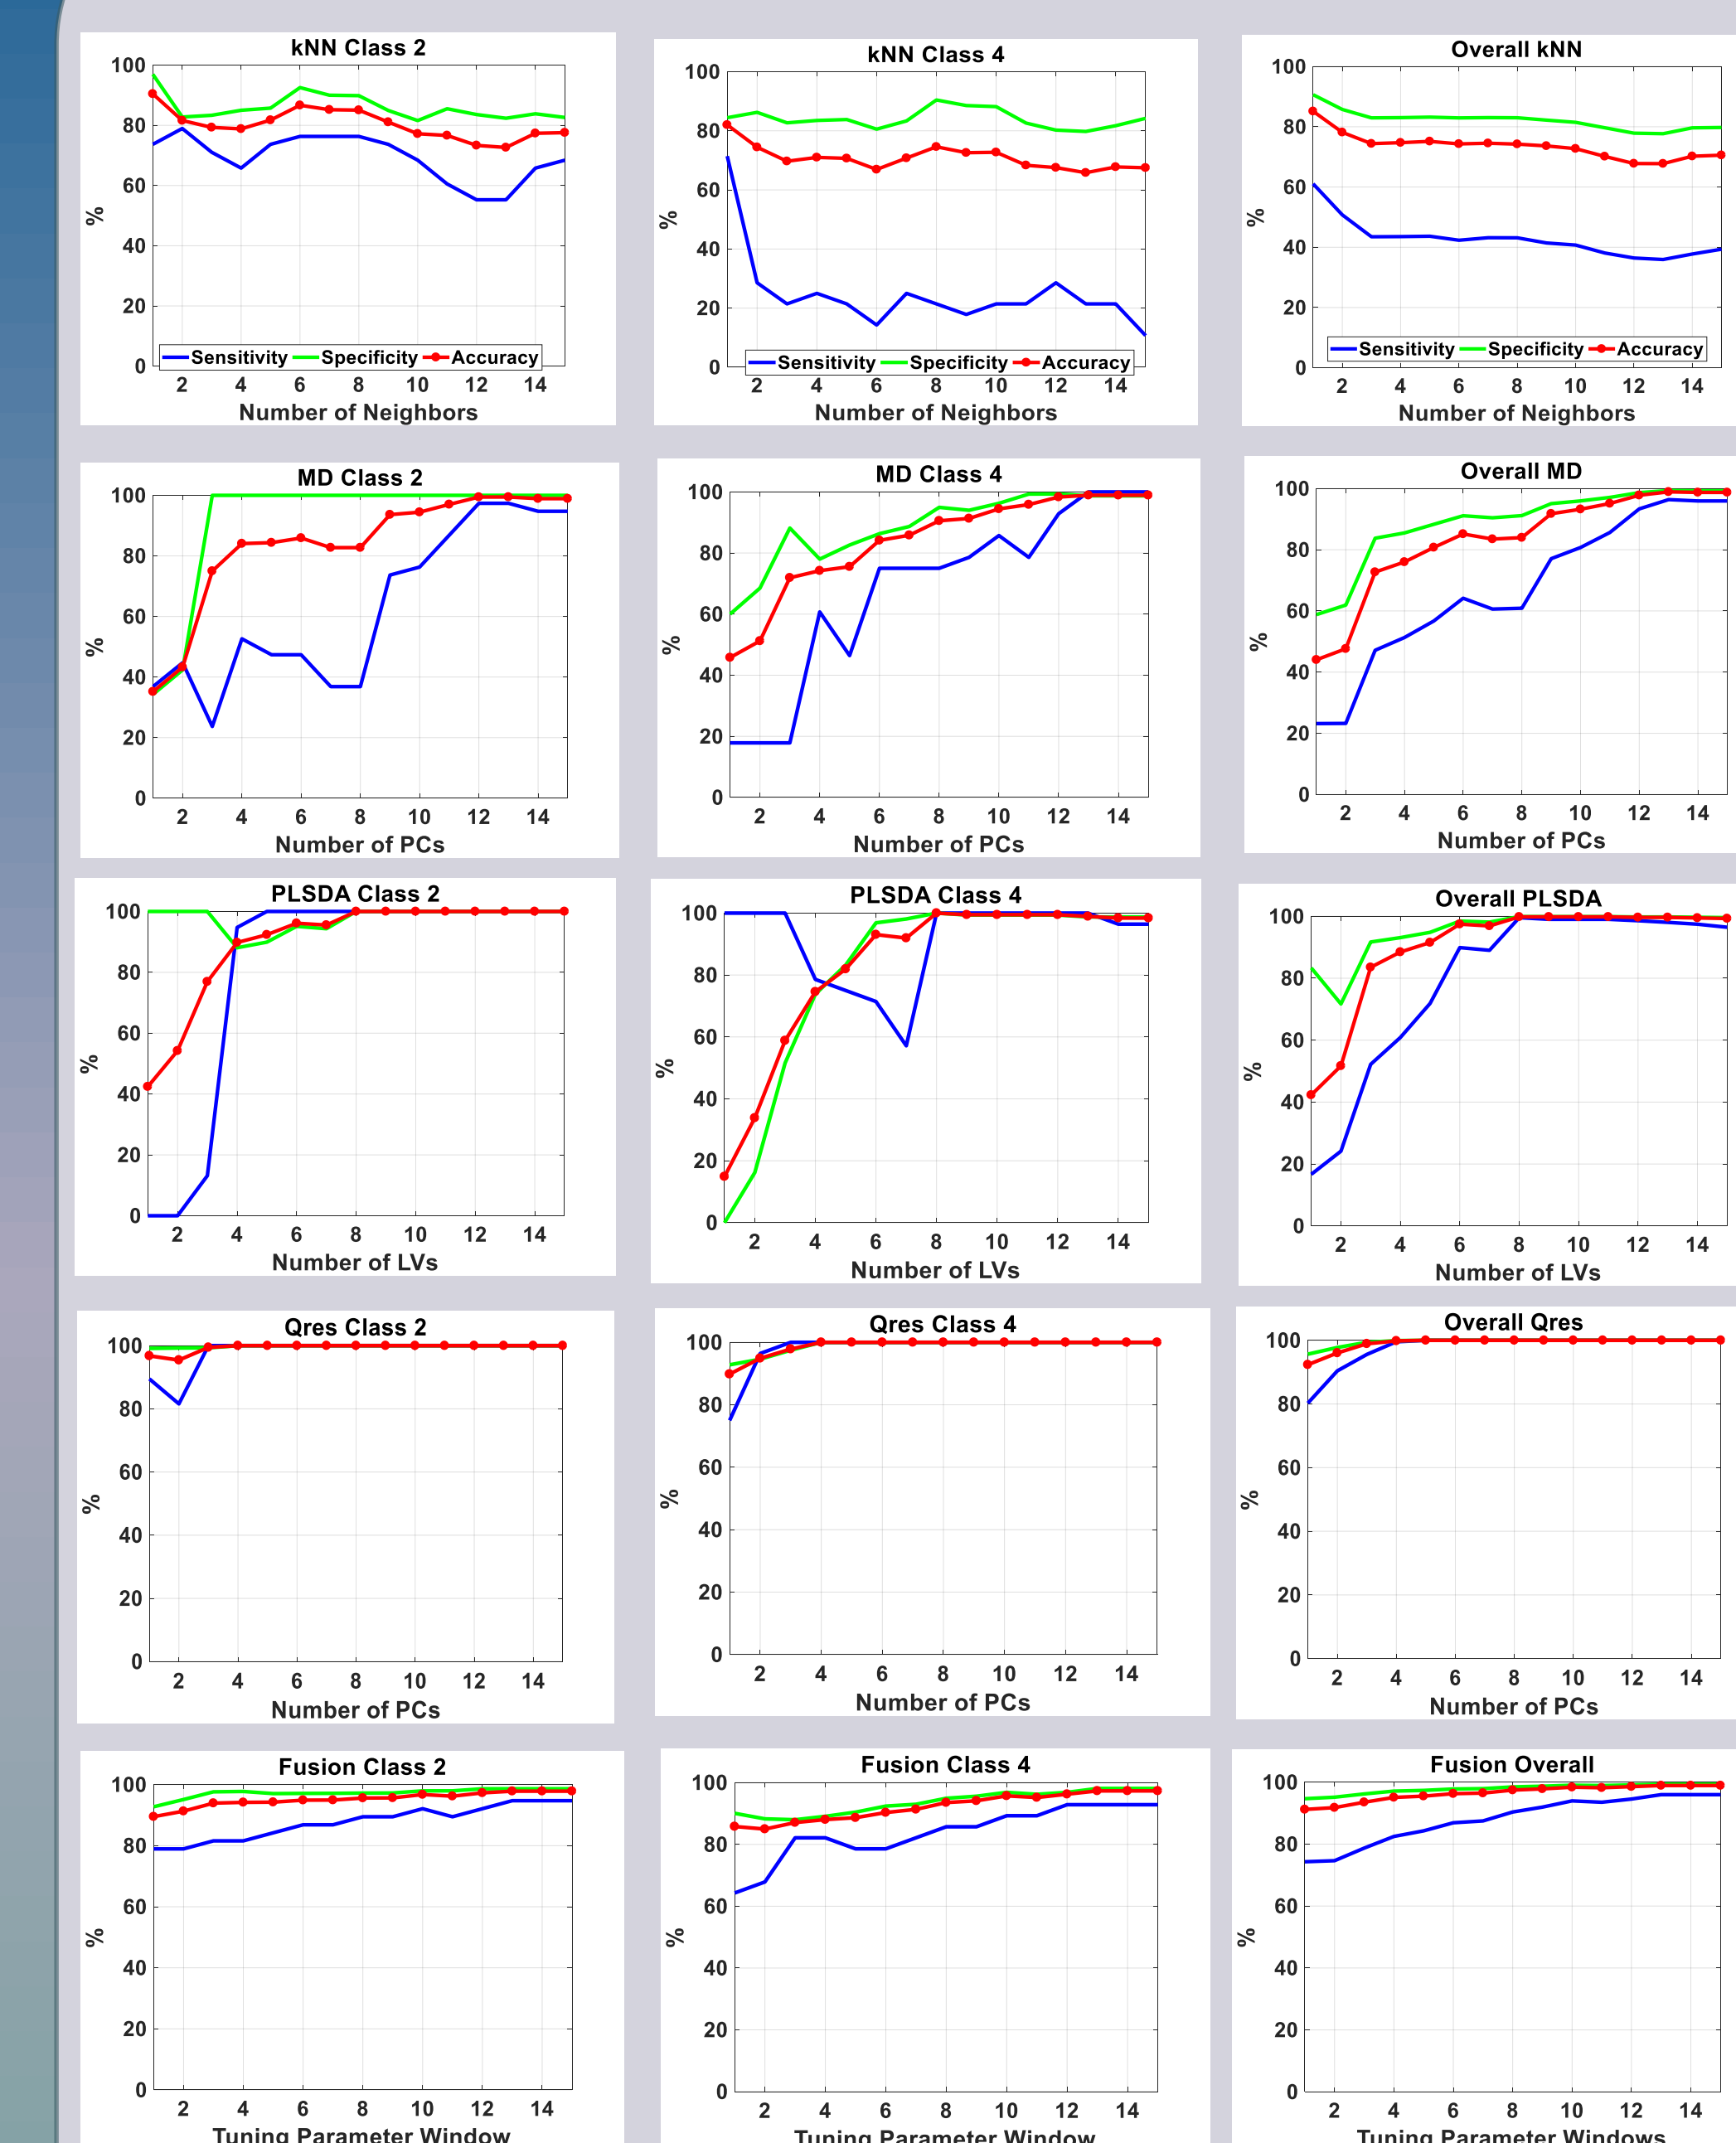 kNN Class 2
100
80
60
40
20
0
%
Sensitivity Specificity Accuracy
2 4 6 8 10 12 14
Number of Neighbors
kNN Class 4
100
80
60
40
20
0
%
Sensitivity Specificity Accuracy
2 4 6 8 10 12 14
Number of Neighbors
Overall kNN
100
80
60
40
20
0
%
Sensitivity Specificity Accuracy
2 4 6 8 10 12 14
Number of Neighbors
MD Class 2
100
80
60
40
20
0
%
2 4 6 8 10 12 14
Number of PCs
MD Class 4
100
80
60
40
20
0
%
2 4 6 8 10 12 14
Number of PCs
Overall MD
100
80
60
40
20
0
%
2 4 6 8 10 12 14
Number of PCs
PLSDA Class 2
100
80
60
40
20
0
%
2 4 6 8 10 12 14
Number of LVs
PLSDA Class 4
100
80
60
40
20
0
%
2 4 6 8 10 12 14
Number of LVs
Overall PLSDA
100
80
60
40
20
0
%
2 4 6 8 10 12 14
Number of LVs
Qres Class 2
100
80
60
40
20
0
%
2 4 6 8 10 12 14
Number of PCs
Qres Class 4
100
80
60
40
20
0
%
2 4 6 8 10 12 14
Number of PCs
Overall Qres
100
80
60
40
20
0
%
2 4 6 8 10 12 14
Number of PCs
Fusion Class 2
100
80
60
40
20
0
%
2 4 6 8 10 12 14
Tuning Parameter Window
Fusion Class 4
100
80
60
40
20
0
%
2 4 6 8 10 12 14
Tuning Parameter Window
Fusion Overall
100
80
60
40
20
0
%
2 4 6 8 10 12 14
Tuning Parameter Windows